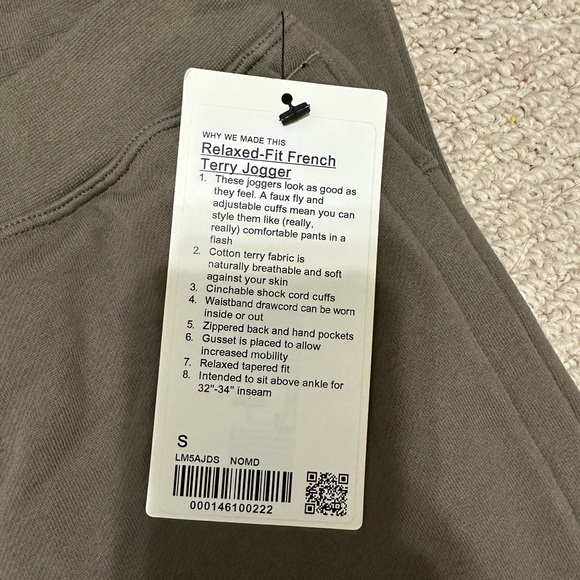 WHY WE MADE THIS
Relaxed-Fit French
Terry Jogger
1. These joggers look as good as
they feel. A faux fly and
adjustable cuffs mean you can
style them like (really,
really) comfortable pants in a
flash
2. Cotton terry fabric is
naturally breathable and soft
against your skin
3. Cinchable shock cord cuffs
4. Waistband drawcord can be worn
inside or out
5. Zippered back and hand pockets
6. Gusset is placed to allow
increased mobility
7. Relaxed tapered fit
8. Intended to sit above ankle for
32"-34" inseam
S
LM5AJDS NOMD
000146100222